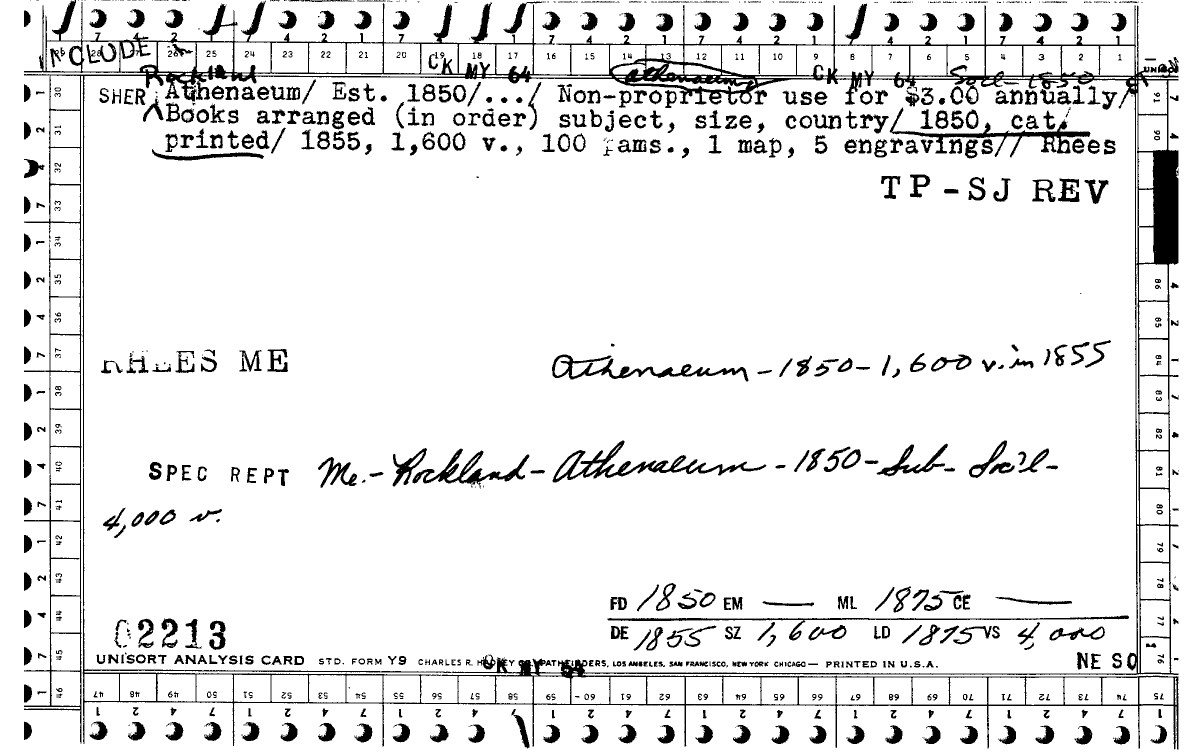 INCLUDE
CK MY 64
athenaeum
CK MY 64
Socl-1850
Rockland
SHER Athenaeum/ Est. 1850/.../ Non-proprietor use for $3.00 annually/
Books arranged (in order) subject, size, country/ 1850, cat.
printed/ 1855, 1,600 v., 100 pams., 1 map, 5 engravings// Rhees
TP-SJ REV
RHEES ME
Athenaeum-1850-1,600 v. in 1855
SPEC REPT Me.-Rockland-Athenaeum-1850-Sub-Soc'l-
4,000 v.
FD 1850 EM — ML 1875 CE —
DE 1855 SZ 1,600 LD 1875 VS 4,000
02213
UNISORT ANALYSIS CARD STD. FORM Y9 CHARLES R. PATHFINDERS, LOS ANGELES, SAN FRANCISCO, NEW YORK CHICAGO — PRINTED IN U.S.A.
CK MY 64
NE SO